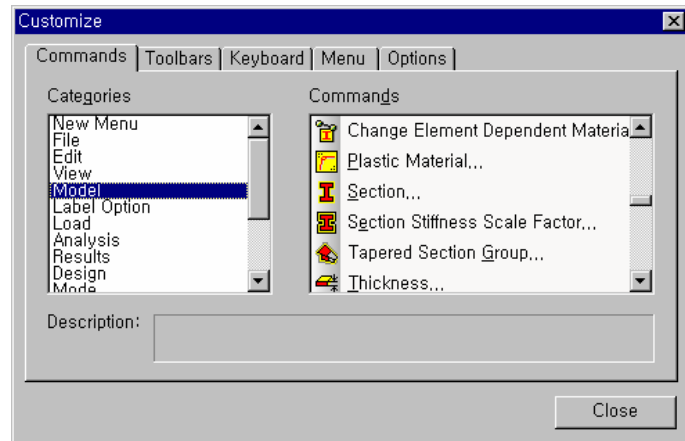 Customize
Commands Toolbars Keyboard Menu Options
Categories
New Menu
File
Edit
View
Model
Label Option
Load
Analysis
Results
Design
Mode
Commands
Change Element Dependent Materia
Plastic Material...
Section...
Section Stiffness Scale Factor...
Tapered Section Group...
Thickness...
Description:
Close